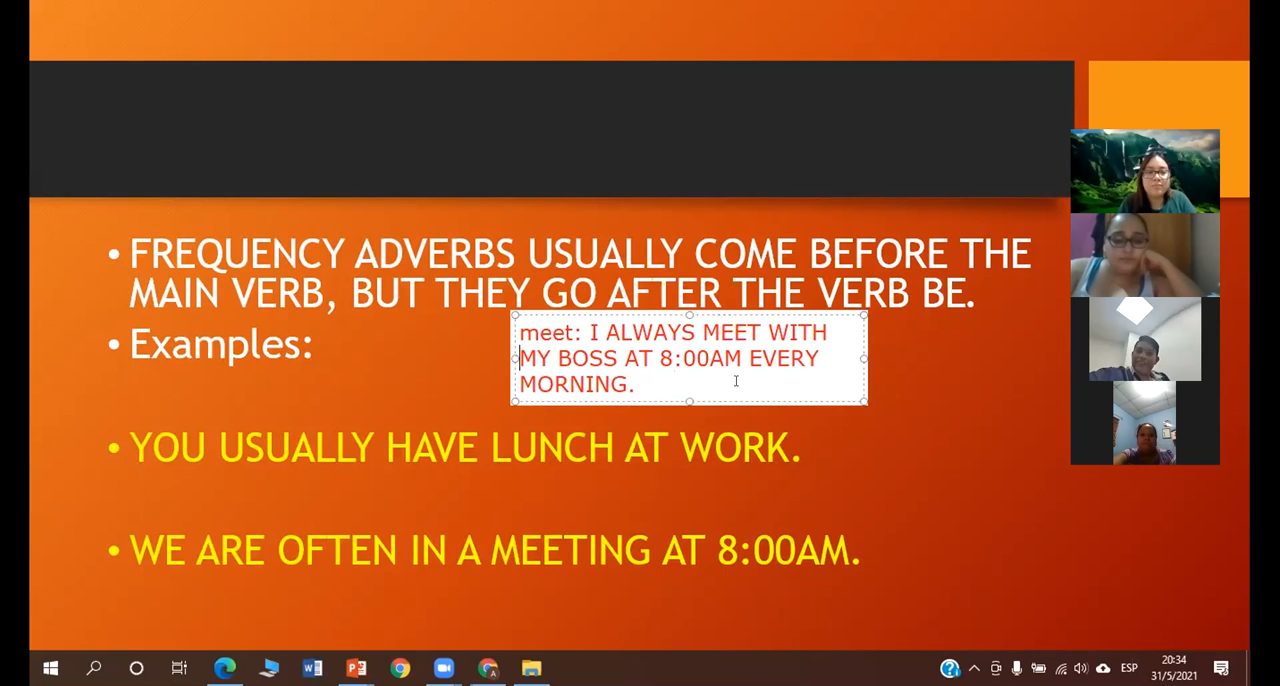 • FREQUENCY ADVERBS USUALLY COME BEFORE THE
MAIN VERB, BUT THEY GO AFTER THE VERB BE.
• Examples:
meet: I ALWAYS MEET WITH
MY BOSS AT 8:00AM EVERY
MORNING.
• YOU USUALLY HAVE LUNCH AT WORK.
• WE ARE OFTEN IN A MEETING AT 8:00AM.
ESP
20:34
31/5/2021